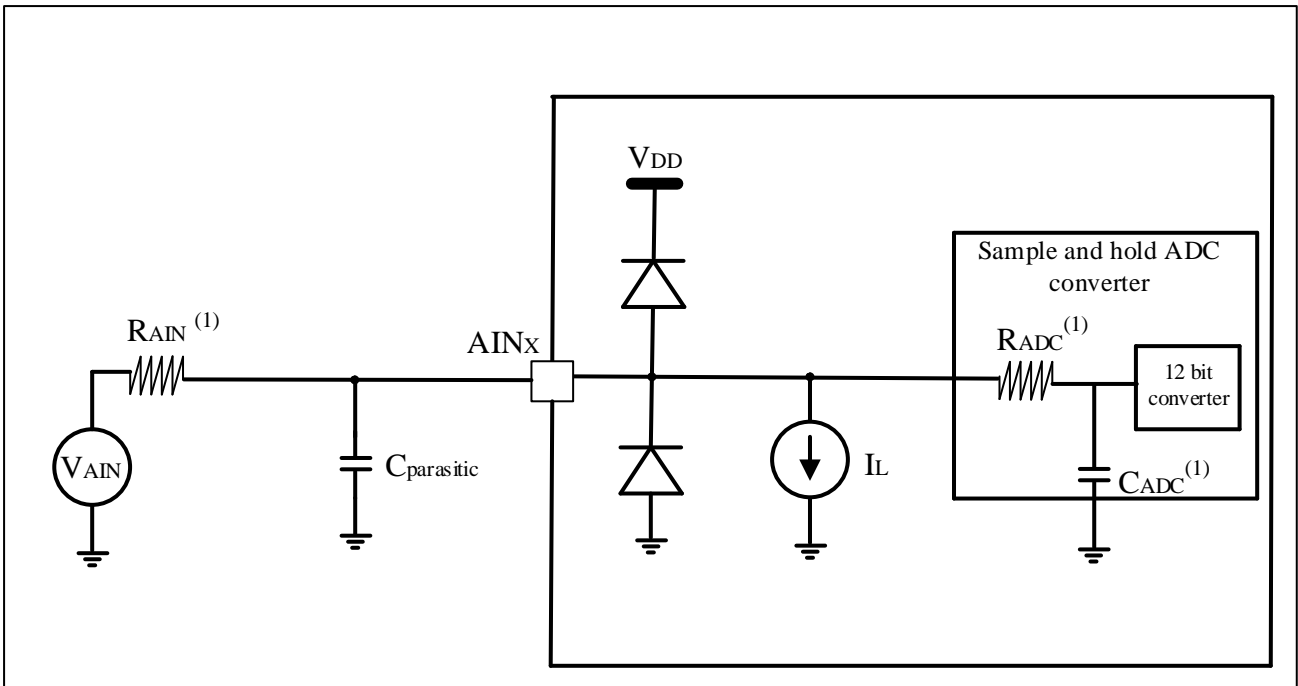 VDD
Sample and hold ADC
converter
RAIN (1)
AINX
RADC(1)
12 bit
converter
VAIN
Cparasitic
IL
CADC(1)